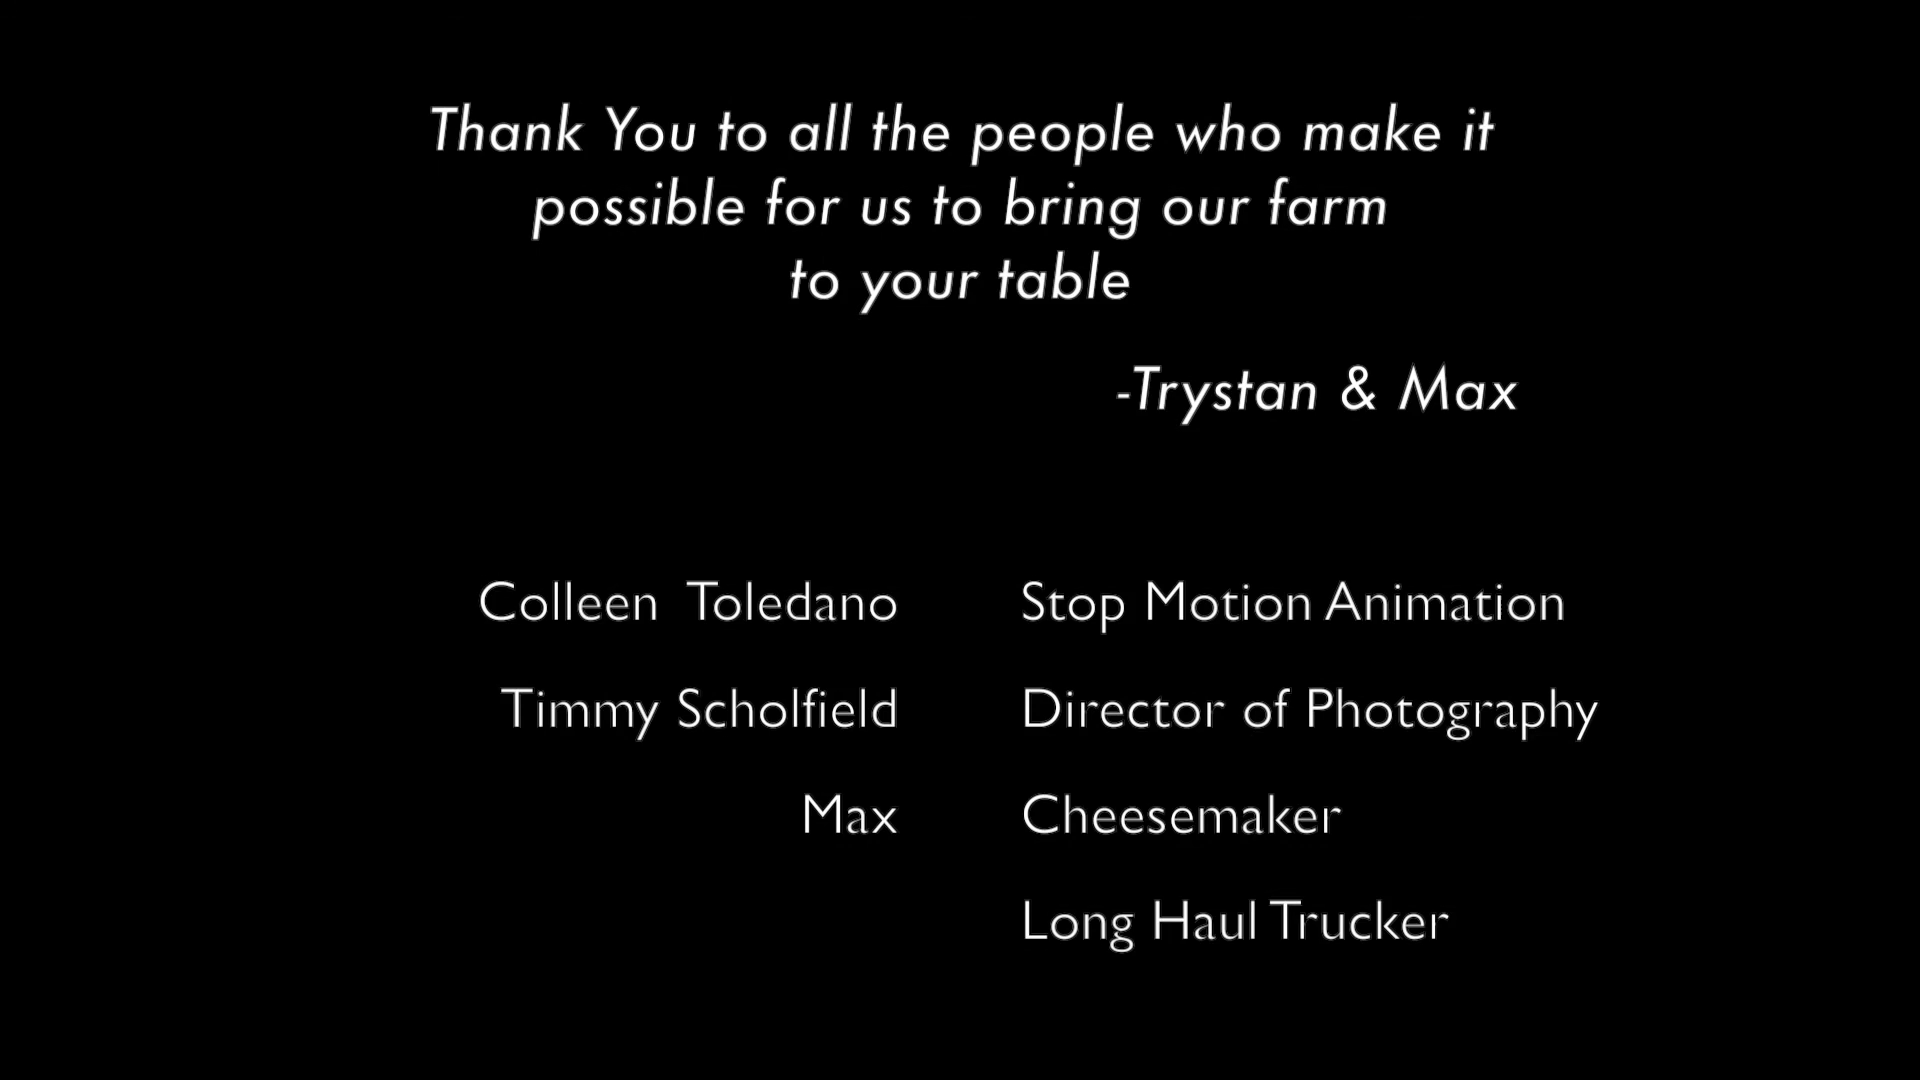 Thank You to all the people who make it
possible for us to bring our farm
to your table
-Trystan & Max
Colleen Toledano Stop Motion Animation
Timmy Scholfield Director of Photography
Max Cheesemaker
Long Haul Trucker